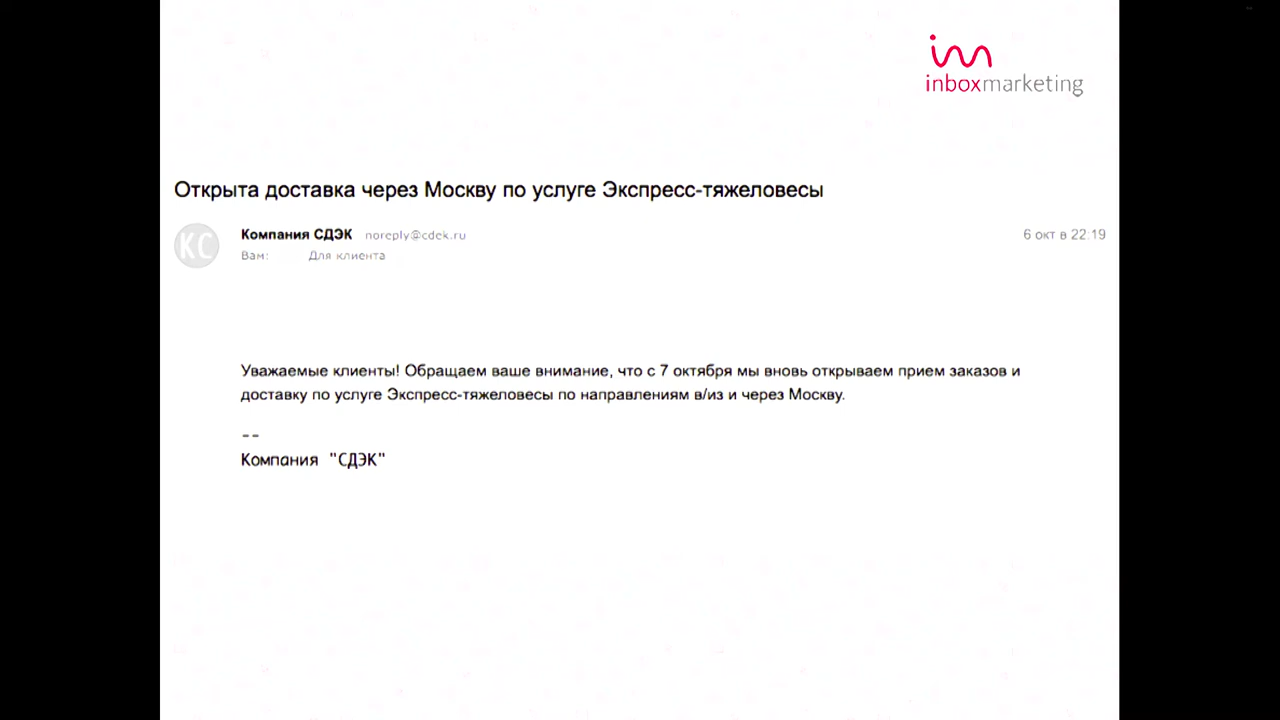 inboxmarketing
Открыта доставка через Москву по услуге Экспресс-тяжеловесы
КС
Компания СДЭК noreply@cdek.ru
6 окт в 22:19
Вам: Для клиента
Уважаемые клиенты! Обращаем ваше внимание, что с 7 октября мы вновь открываем прием заказов и
доставку по услуге Экспресс-тяжеловесы по направлениям в/из и через Москву.
--
Компания "СДЭК"